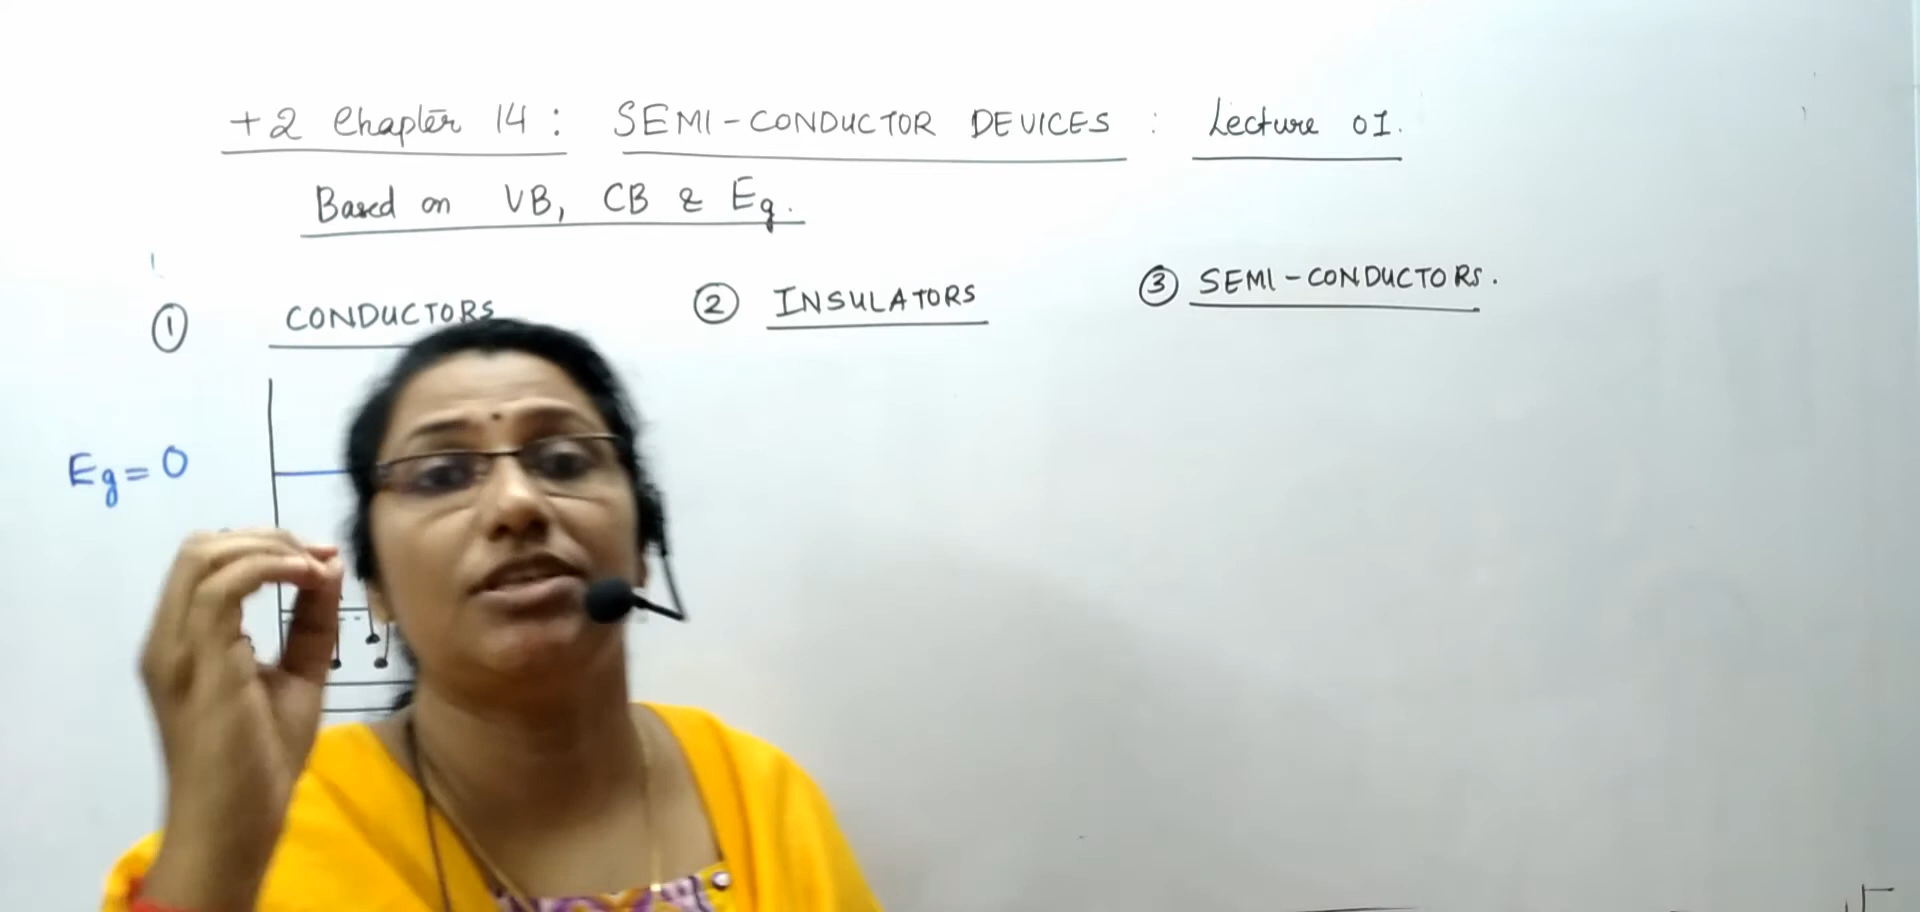 +2 Chapter 14: SEMI-CONDUCTOR DEVICES : Lecture 01.
Based on VB, CB & Eg.
① CONDUCTORS
② INSULATORS
③ SEMI-CONDUCTORS.
Eg = 0